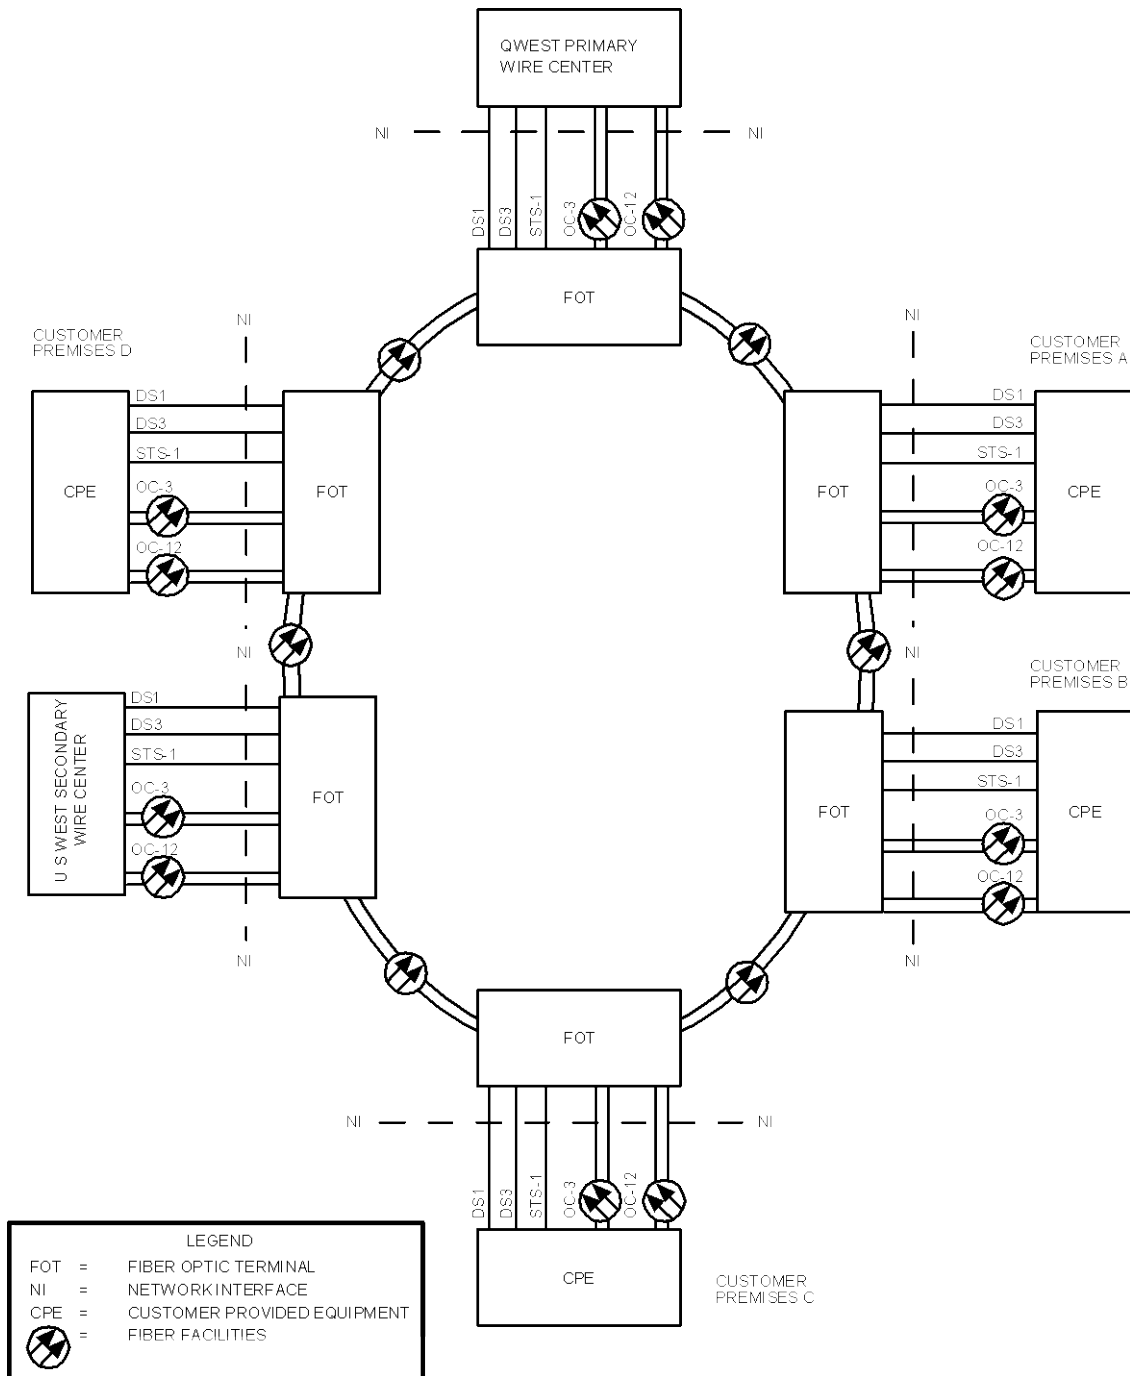 QWEST PRIMARY
WIRE CENTER
NI
NI
DS1
DS3
STS-1
OC-3
OC-12
FOT
CUSTOMER
PREMISES D
NI
DS1
DS3
STS-1
OC-3
OC-12
CPE
FOT
NI
CUSTOMER
PREMISES A
DS1
DS3
STS-1
OC-3
OC-12
FOT
CPE
NI
NI
U S WEST SECONDARY
WIRE CENTER
DS1
DS3
STS-1
OC-3
OC-12
FOT
NI
CUSTOMER
PREMISES B
DS1
DS3
STS-1
OC-3
OC-12
FOT
CPE
NI
FOT
NI
NI
DS1
DS3
STS-1
OC-3
OC-12
CPE
CUSTOMER
PREMISES C
LEGEND
FOT = FIBER OPTIC TERMINAL
NI = NETWORK INTERFACE
CPE = CUSTOMER PROVIDED EQUIPMENT
= FIBER FACILITIES